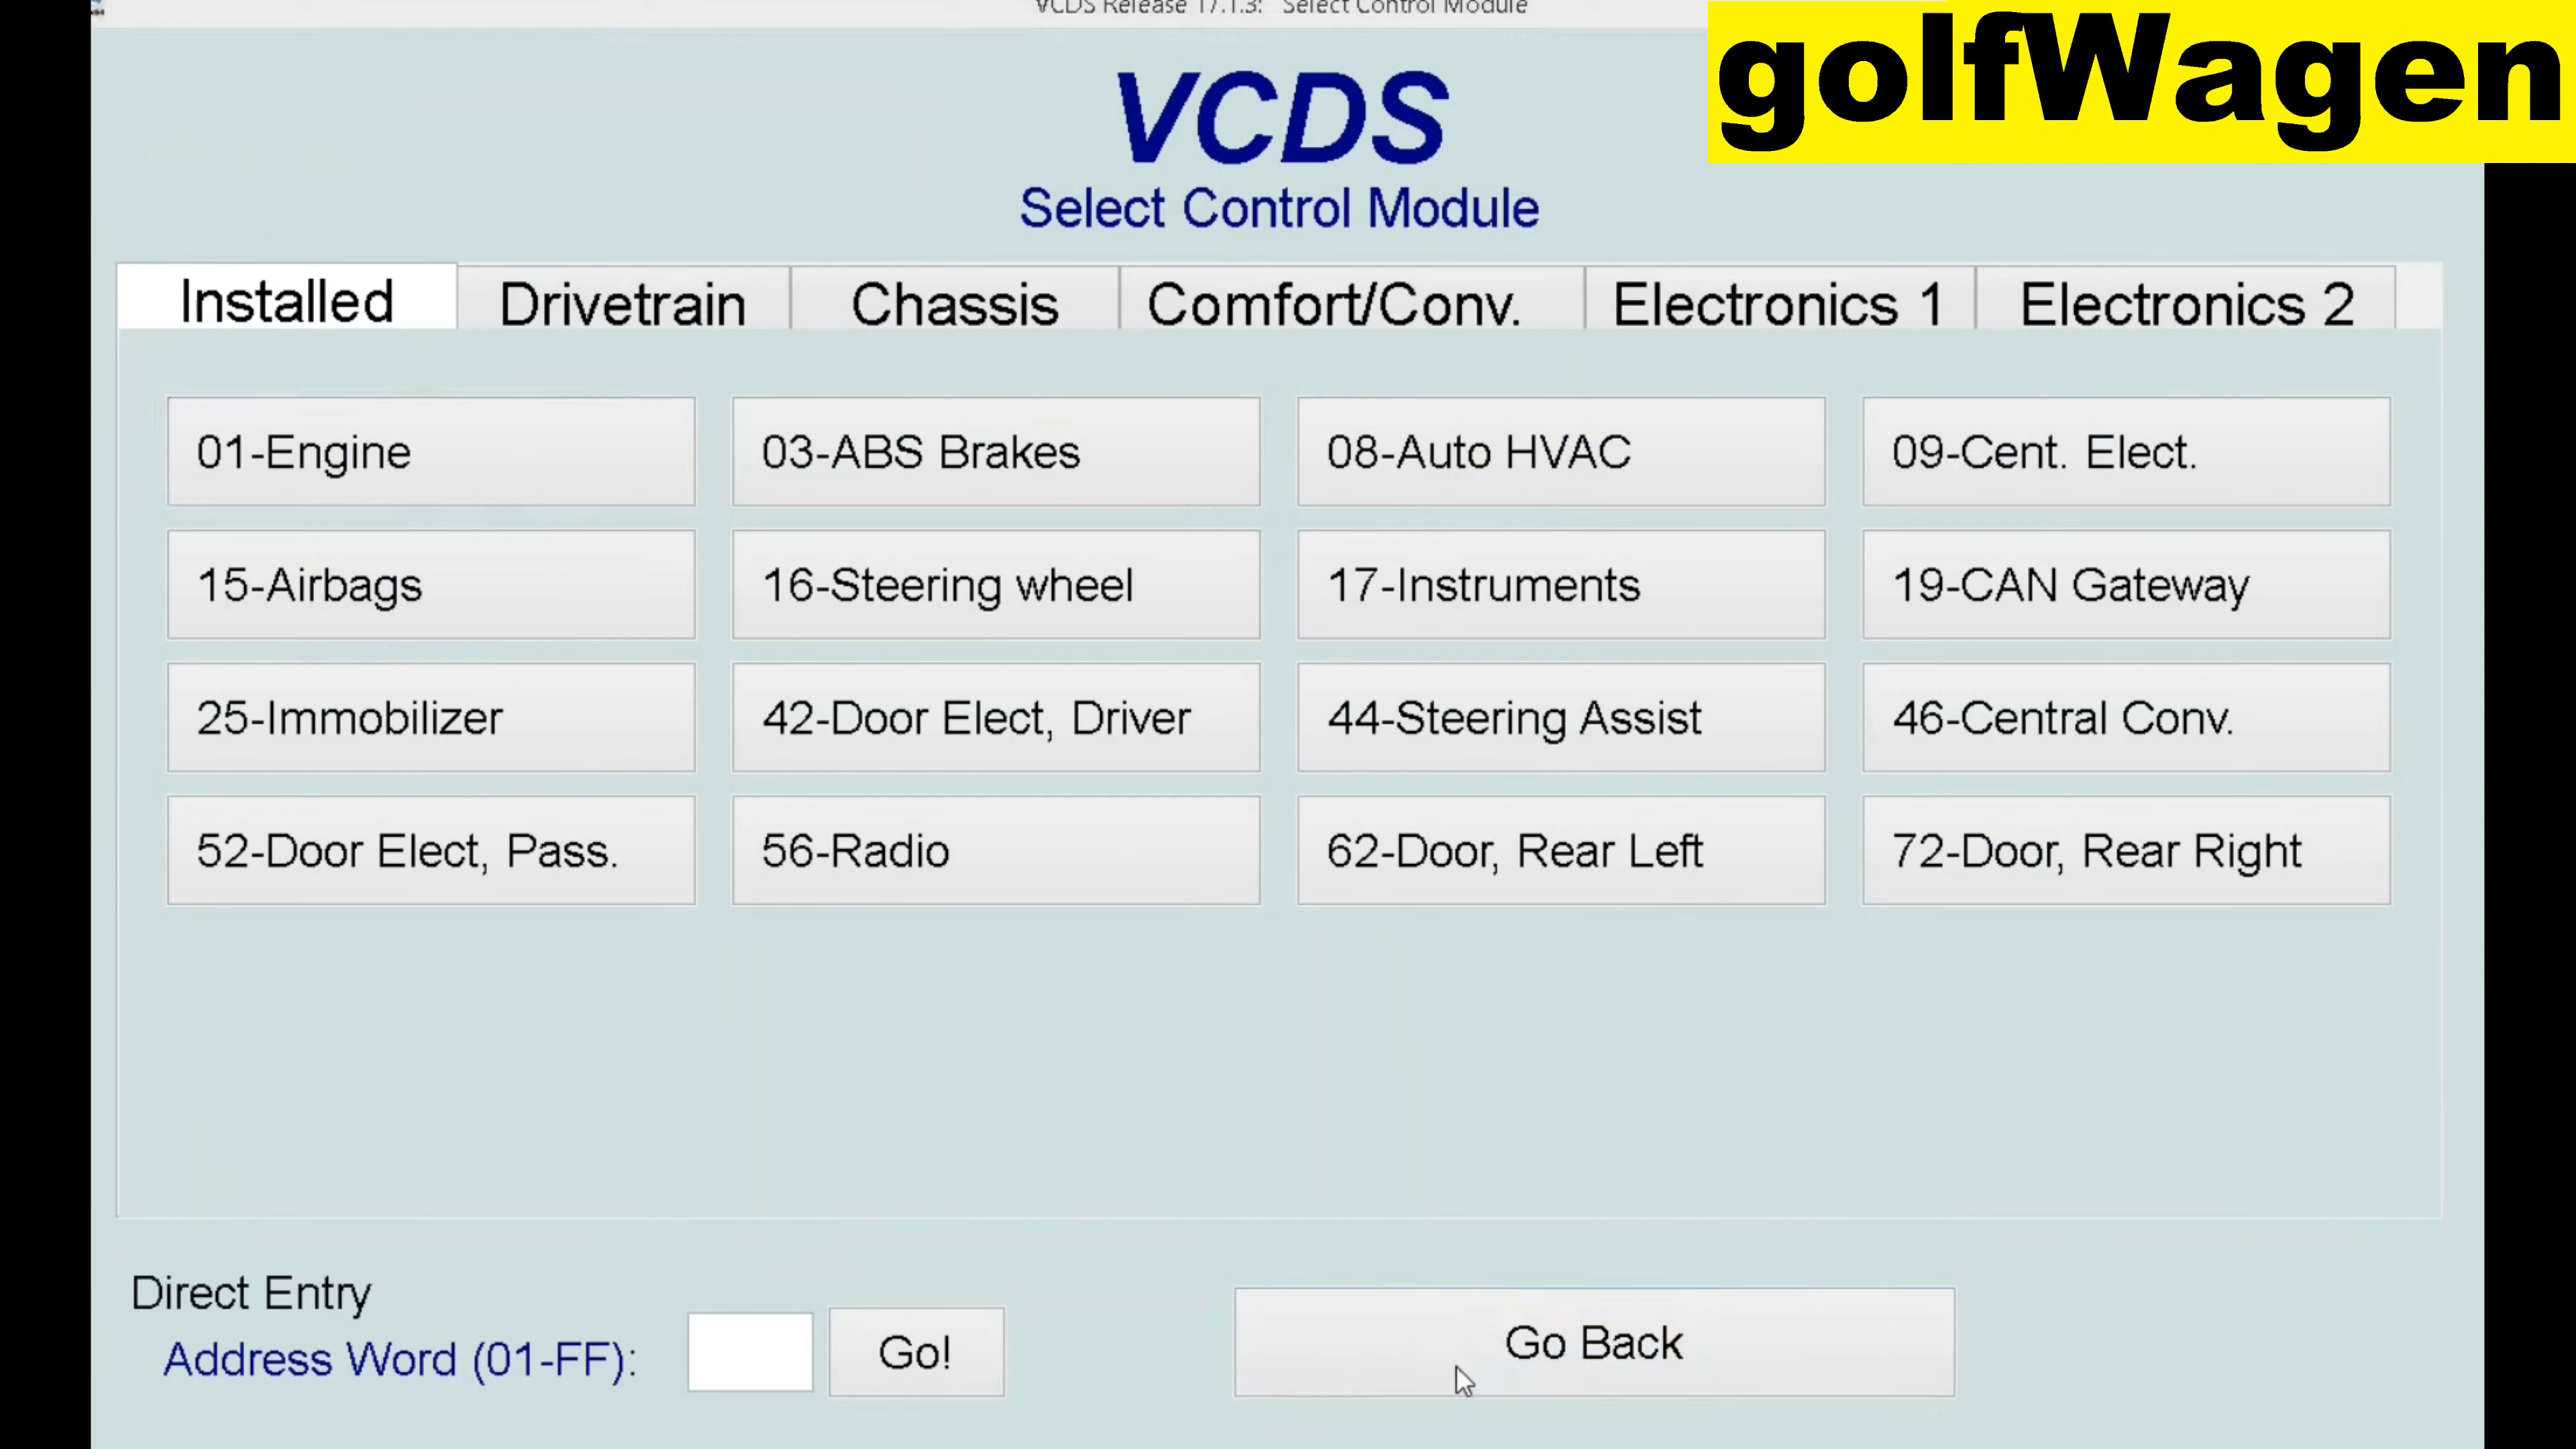 VCDS Release 17.1.3: Select Control Module
golfWagen
VCDS
Select Control Module
Installed
Drivetrain
Chassis
Comfort/Conv.
Electronics 1
Electronics 2
01-Engine
03-ABS Brakes
08-Auto HVAC
09-Cent. Elect.
15-Airbags
16-Steering wheel
17-Instruments
19-CAN Gateway
25-Immobilizer
42-Door Elect, Driver
44-Steering Assist
46-Central Conv.
52-Door Elect, Pass.
56-Radio
62-Door, Rear Left
72-Door, Rear Right
Direct Entry
Address Word (01-FF):
Go!
Go Back